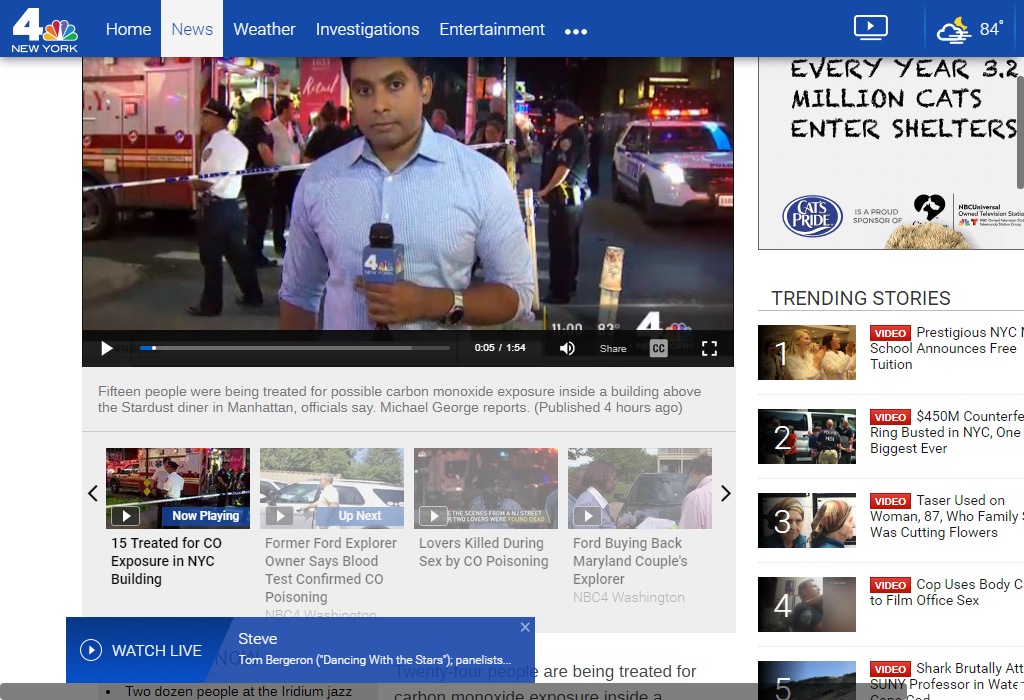 4
NEW YORK
Home
News
Weather
Investigations
Entertainment
84°
EVERY YEAR 3.2
MILLION CATS
ENTER SHELTERS
CAT'S
PRIDE
IS A PROUD
SPONSOR OF
NBCUniversal
Owned Television Statio
4
NEW YORK
11:00 83°
4
0:05 / 1:54
Share
CC
Fifteen people were being treated for possible carbon monoxide exposure inside a building above
the Stardust diner in Manhattan, officials say. Michael George reports. (Published 4 hours ago)
Now Playing
15 Treated for CO
Exposure in NYC
Building
Up Next
Former Ford Explorer
Owner Says Blood
Test Confirmed CO
Poisoning
NBC4 Washington
THE SCENES FROM A NJ STREET
TWO LOVERS WERE FOUND DEAD
Lovers Killed During
Sex by CO Poisoning
Ford Buying Back
Maryland Couple's
Explorer
NBC4 Washington
TRENDING STORIES
1
VIDEO Prestigious NYC
School Announces Free
Tuition
2
VIDEO $450M Counterfe
Ring Busted in NYC, One
Biggest Ever
3
VIDEO Taser Used on
Woman, 87, Who Family S
Was Cutting Flowers
4
VIDEO Cop Uses Body Ca
to Film Office Sex
5
VIDEO Shark Brutally Att
SUNY Professor in Wate
Cape Cod
WATCH LIVE
Steve
Tom Bergeron ("Dancing With the Stars"); panelists...
NOW
• Two dozen people at the Iridium jazz
Twenty-four people are being treated for
carbon monoxide exposure inside a